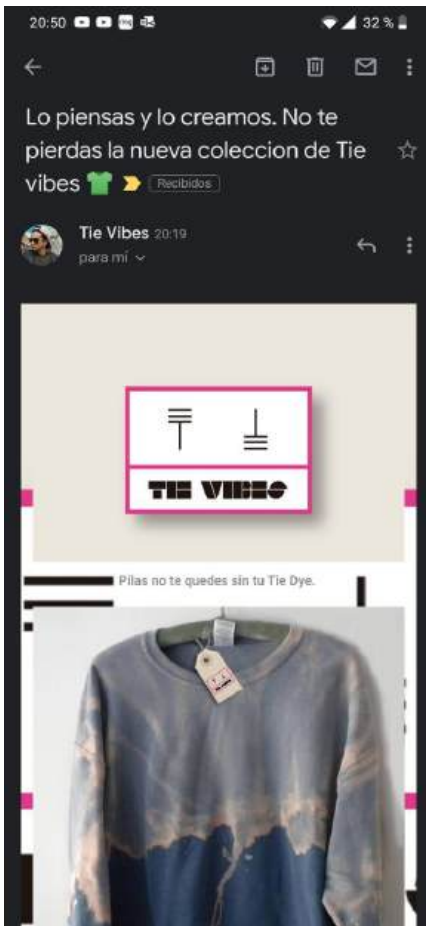 20:50
32 %
Lo piensas y lo creamos. No te
pierdas la nueva coleccion de Tie
vibes
Recibidos
Tie Vibes 20:19
para mí
TIE VIBES
Pilas no te quedes sin tu Tie Dye.